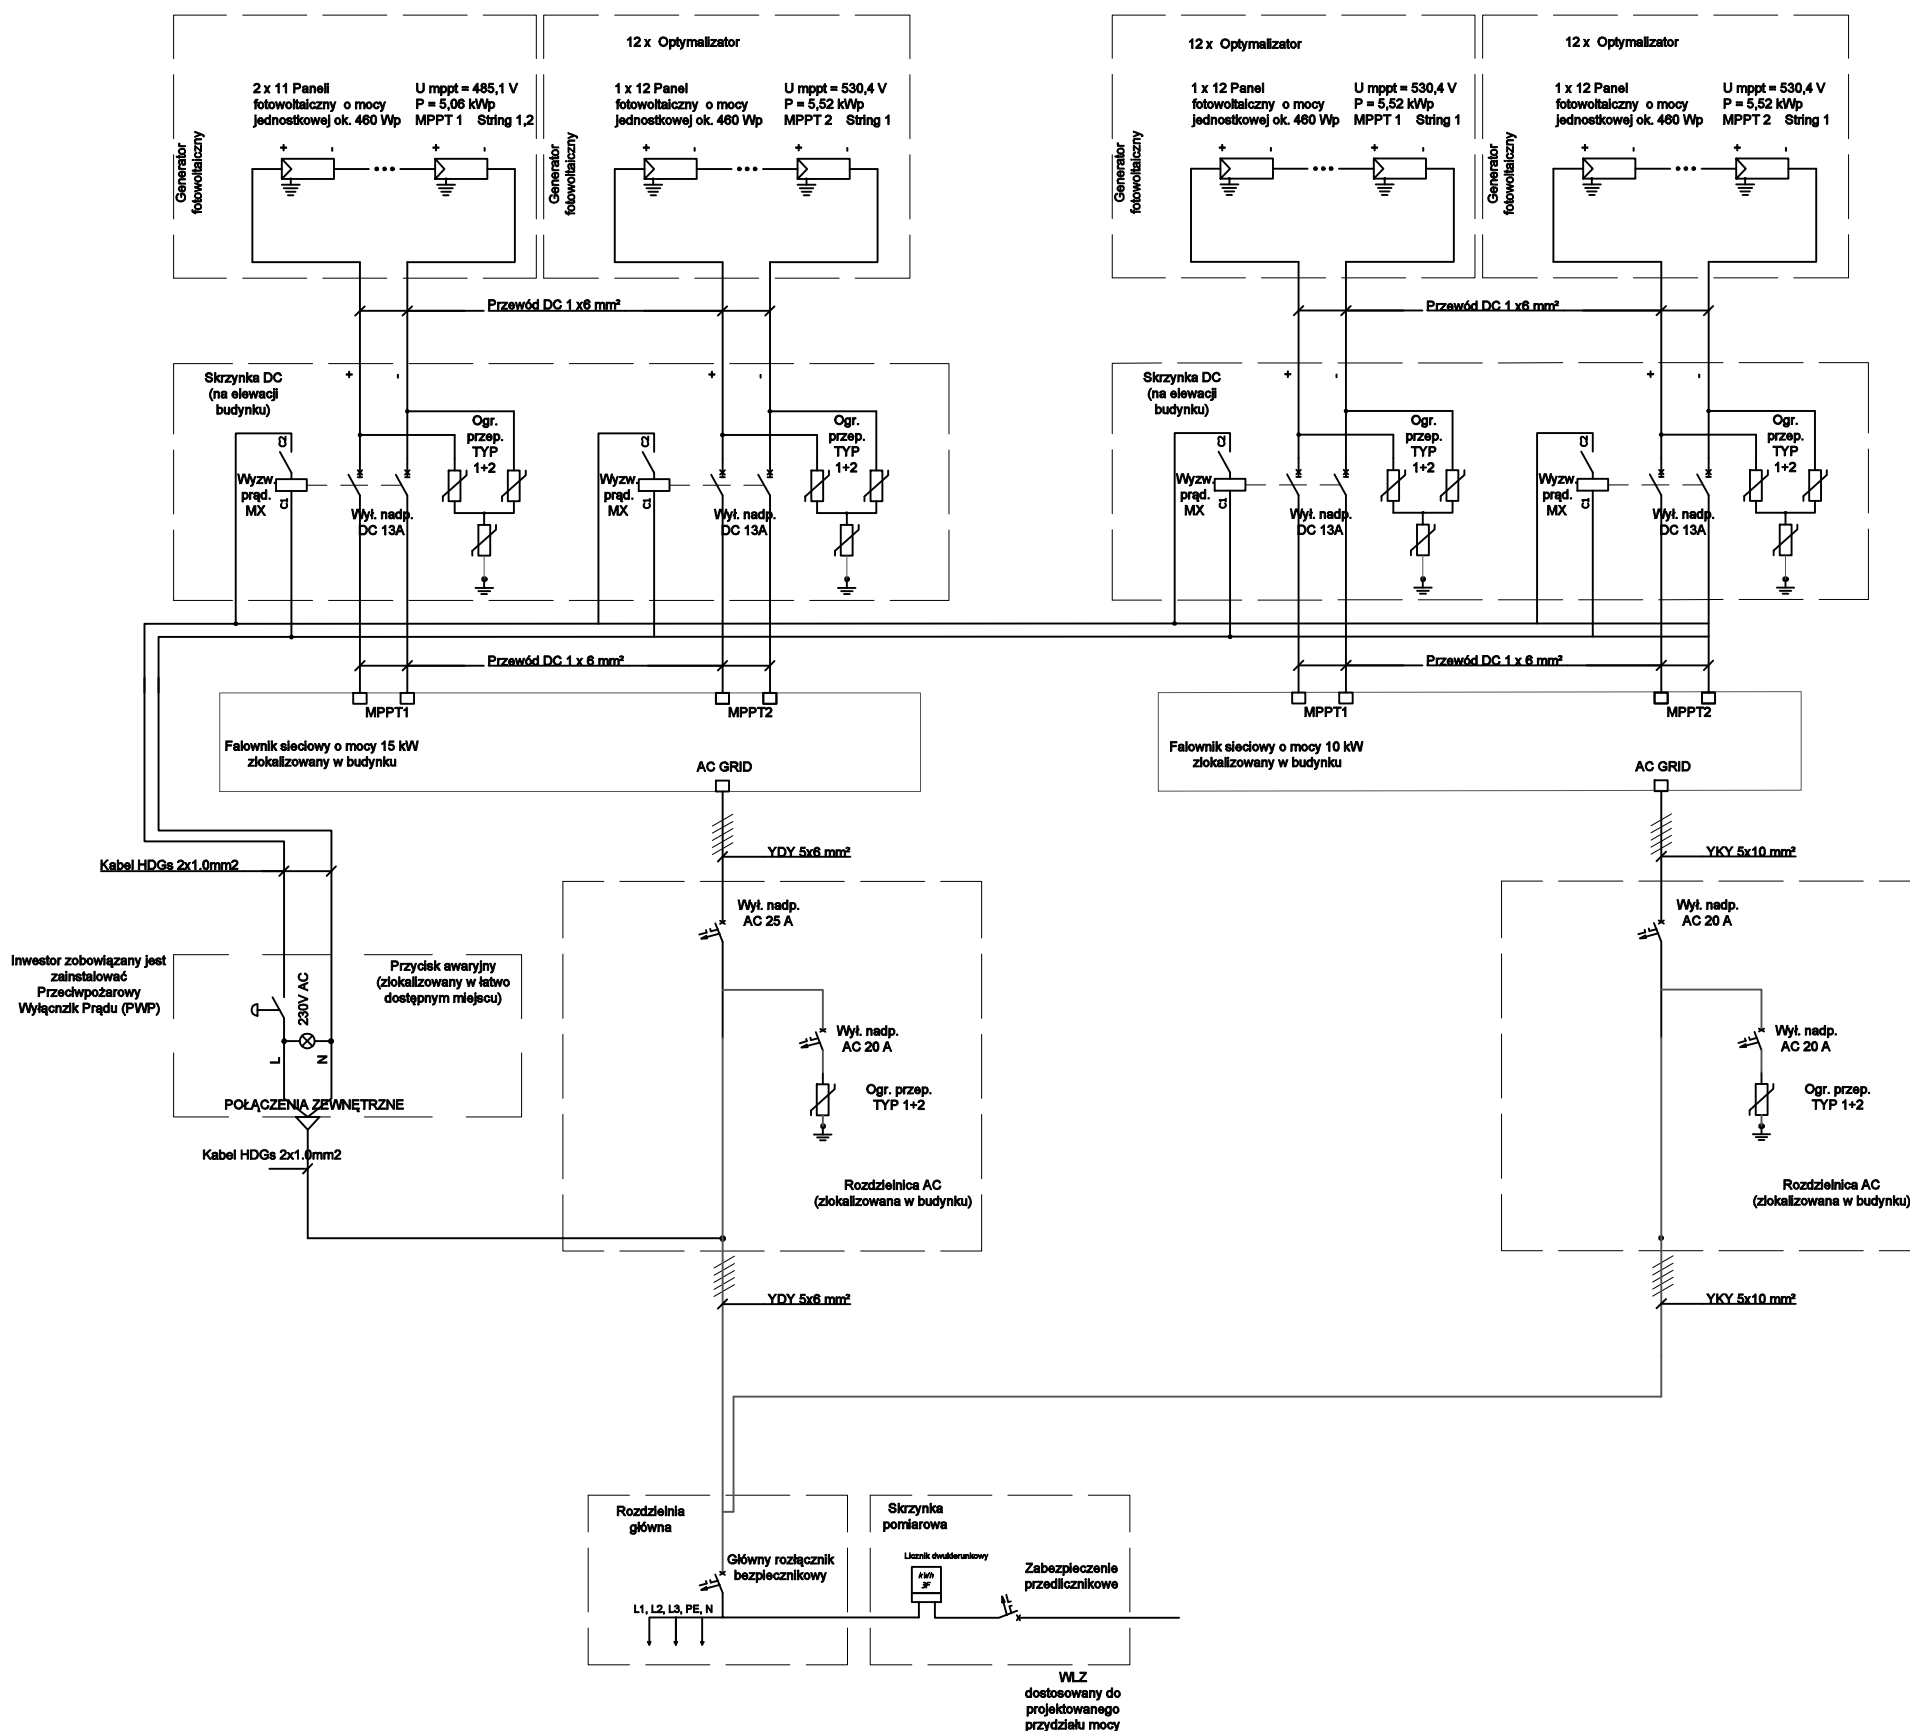 12 x Optymalizator
12 x Optymalizator
12 x Optymalizator
2 x 11 Paneli
fotowoltaiczny o mocy
jednostkowej ok. 460 Wp
U mppt = 485,1 V
P = 5,06 kWp
MPPT 1 String 1,2
1 x 12 Panel
fotowoltaiczny o mocy
jednostkowej ok. 460 Wp
U mppt = 530,4 V
P = 5,52 kWp
MPPT 2 String 1
1 x 12 Panel
fotowoltaiczny o mocy
jednostkowej ok. 460 Wp
U mppt = 530,4 V
P = 5,52 kWp
MPPT 1 String 1
1 x 12 Panel
fotowoltaiczny o mocy
jednostkowej ok. 460 Wp
U mppt = 530,4 V
P = 5,52 kWp
MPPT 2 String 1
Generator
fotowoltaiczny
Generator
fotowoltaiczny
Generator
fotowoltaiczny
Generator
fotowoltaiczny
+ - + -
+ - + -
+ - + -
+ - + -
Przewód DC 1 x6 mm²
Przewód DC 1 x6 mm²
Skrzynka DC
(na elewacji
budynku)
+ -
C2
Wyzw.
prąd.
MX
C1
Wył. nadp.
DC 13A
Ogr.
przep.
TYP
1+2
+ -
C2
Wyzw.
prąd.
MX
C1
Wył. nadp.
DC 13A
Ogr.
przep.
TYP
1+2
Skrzynka DC
(na elewacji
budynku)
+ -
C2
Wyzw.
prąd.
MX
C1
Wył. nadp.
DC 13A
Ogr.
przep.
TYP
1+2
+ -
C2
Wyzw.
prąd.
MX
C1
Wył. nadp.
DC 13A
Ogr.
przep.
TYP
1+2
Przewód DC 1 x 6 mm²
Przewód DC 1 x 6 mm²
MPPT1
MPPT2
Falownik sieciowy o mocy 15 kW
zlokalizowany w budynku
AC GRID
MPPT1
MPPT2
Falownik sieciowy o mocy 10 kW
zlokalizowany w budynku
AC GRID
YDY 5x6 mm²
YKY 5x10 mm²
Kabel HDGs 2x1.0mm2
Inwestor zobowiązany jest
zainstalować
Przeciwpożarowy
Wyłącnzik Prądu (PWP)
Przycisk awaryjny
(zlokalizowany w łatwo
dostępnym miejscu)
230V AC
L
N
POŁĄCZENIA ZEWNĘTRZNE
Kabel HDGs 2x1.0mm2
Wył. nadp.
AC 25 A
Wył. nadp.
AC 20 A
Ogr. przep.
TYP 1+2
Rozdzielnica AC
(zlokalizowana w budynku)
Wył. nadp.
AC 20 A
Wył. nadp.
AC 20 A
Ogr. przep.
TYP 1+2
Rozdzielnica AC
(zlokalizowana w budynku)
YDY 5x6 mm²
YKY 5x10 mm²
Rozdzielnia
główna
Główny rozłącznik
bezpiecznikowy
L1, L2, L3, PE, N
Skrzynka
pomiarowa
Licznik dwukierunkowy
kWh
3F
Zabezpieczenie
przedlicznikowe
WLZ
dostosowany do
projektowanego
przydziału mocy